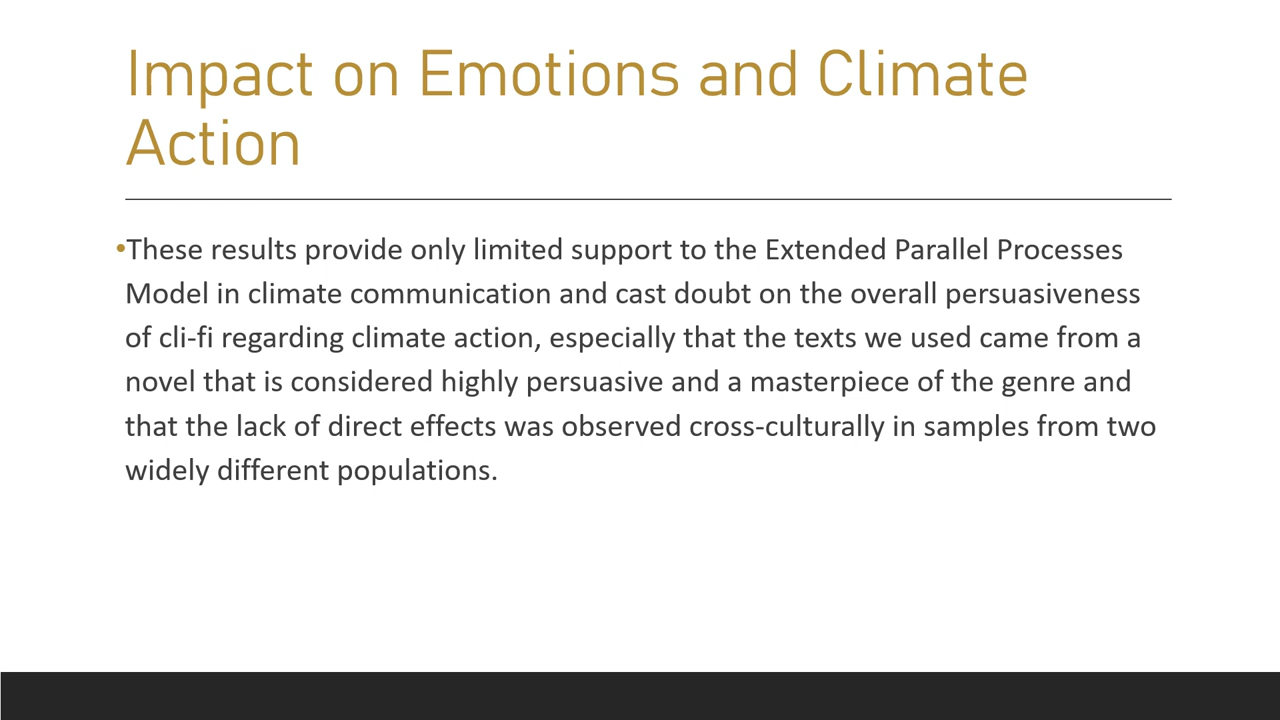 Impact on Emotions and Climate
Action
•These results provide only limited support to the Extended Parallel Processes
Model in climate communication and cast doubt on the overall persuasiveness
of cli-fi regarding climate action, especially that the texts we used came from a
novel that is considered highly persuasive and a masterpiece of the genre and
that the lack of direct effects was observed cross-culturally in samples from two
widely different populations.